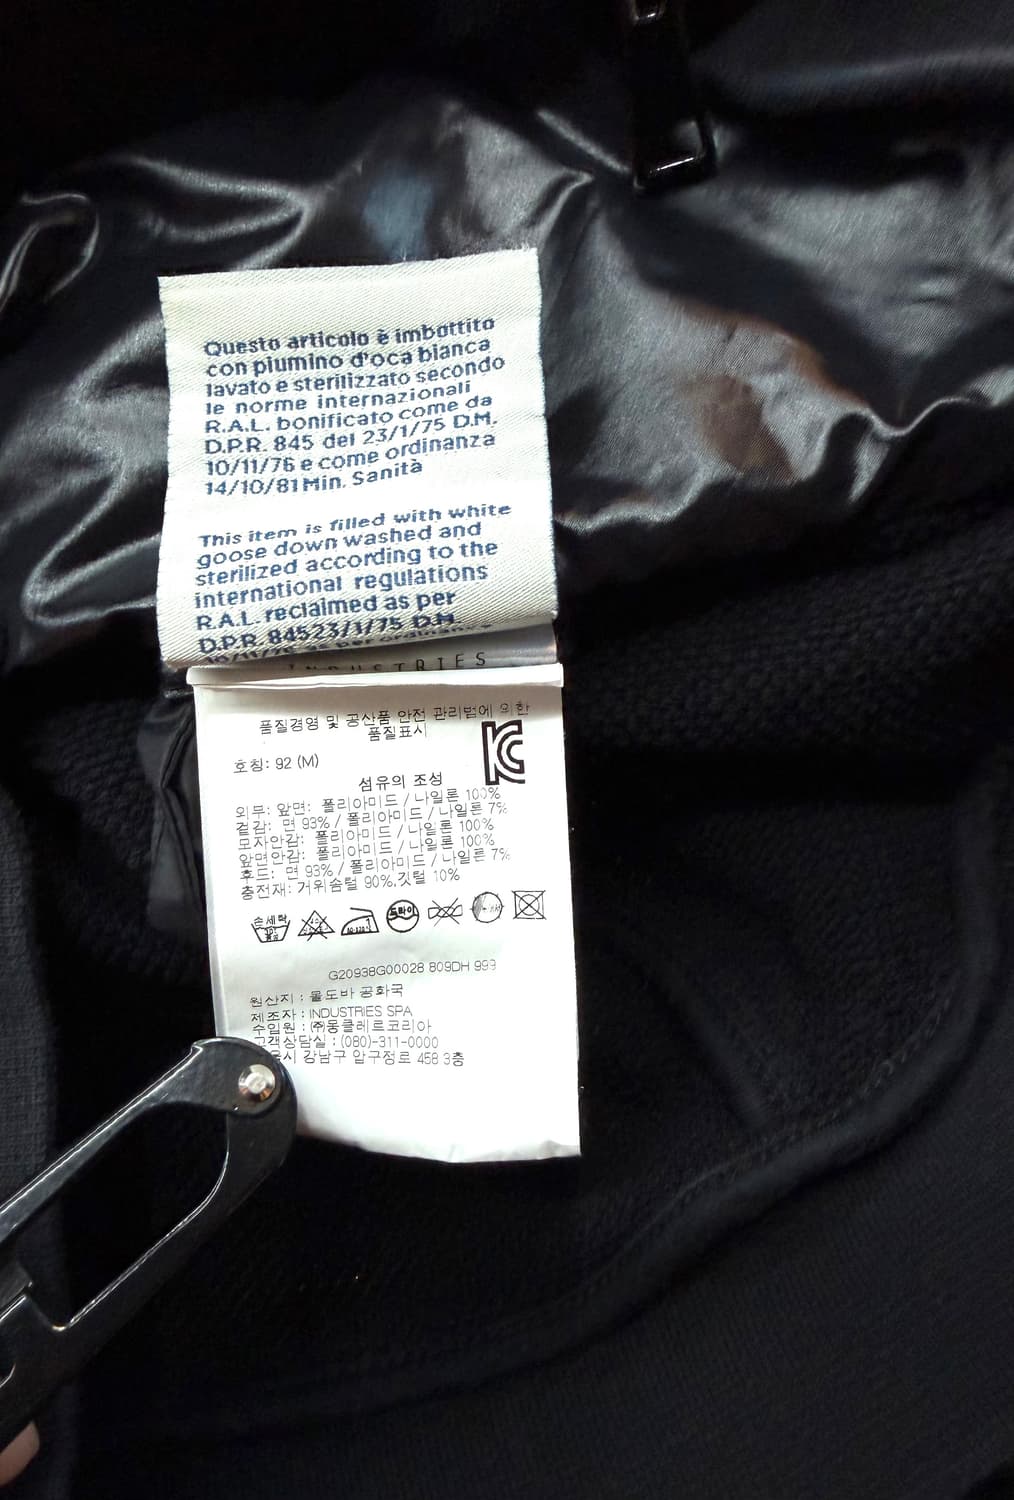 Questo articolo è imbottito
con piumino d'oca bianca
lavato e sterilizzato secondo
le norme internazionali
R.A.L. bonificato come da
D.P.R. 845 del 23/1/75 D.M.
10/11/76 e come ordinanza
14/10/81 Min. Sanità
This item is filled with white
goose down washed and
sterilized according to the
international regulations
R.A.L. reclaimed as per
D.P.R. 84523/1/75 D.M.
10/11/76 as per ordinance
INDUSTRIES
품질경영 및 공산품 안전 관리법에 의한
품질표시
호칭: 92 (M)
섬유의 조성
외부: 앞면: 폴리아미드 / 나일론 100%
겉감: 면 93% / 폴리아미드 / 나일론 7%
모자안감: 폴리아미드 / 나일론 100%
앞면안감: 폴리아미드 / 나일론 100%
후드: 면 93% / 폴리아미드 / 나일론 7%
충전재: 거위솜털 90%,깃털 10%
손세탁 드라이
G20938G00028 809DH 999
원산지 : 몰도바 공화국
제조자 : INDUSTRIES SPA
수입원 : ㈜몽클레르코리아
고객상담실 : (080)-311-0000
시 강남구 압구정로 458 3층